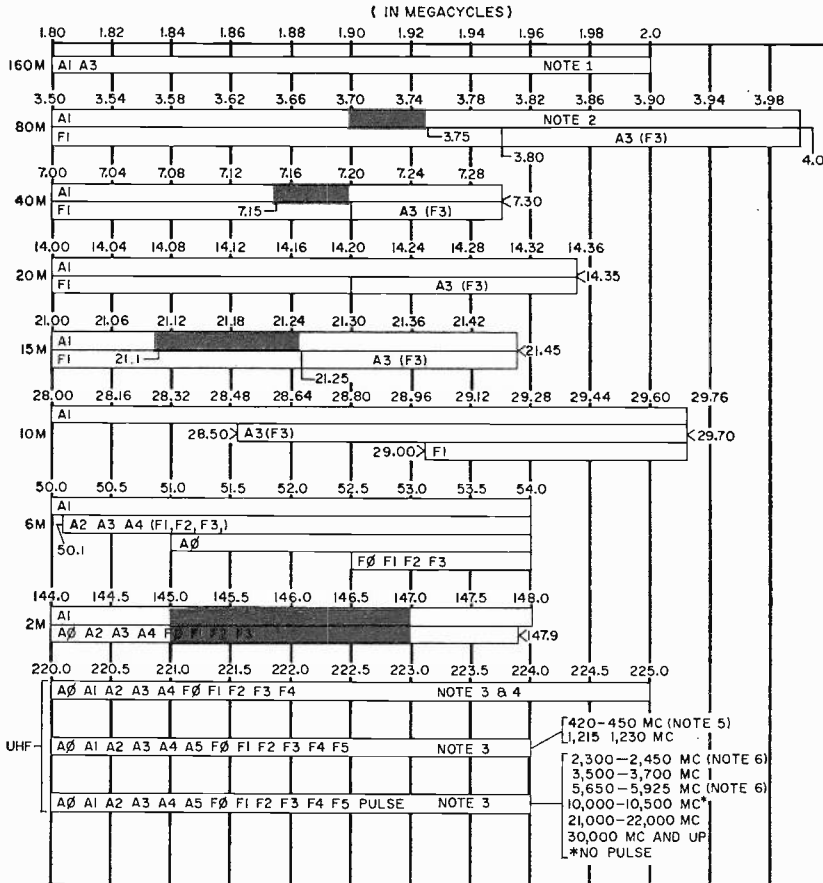 ( IN MEGACYCLES)
1.80 1.82 1.84 1.86 1.88 1.90 1.92 1.94 1.96 1.98 2.0
160M A1 A3 NOTE 1
3.50 3.54 3.58 3.62 3.66 3.70 3.74 3.78 3.82 3.86 3.90 3.94 3.98
80M A1 NOTE 2
F1 3.75 3.80 A3 (F3) 4.0
7.00 7.04 7.08 7.12 7.16 7.20 7.24 7.28
40M A1 7.30
F1 7.15 A3 (F3)
14.00 14.04 14.08 14.12 14.16 14.20 14.24 14.28 14.32 14.36
20M A1 14.35
F1 A3 (F3)
21.00 21.06 21.12 21.18 21.24 21.30 21.36 21.42
15M A1 21.45
F1 21.1 21.25 A3 (F3)
28.00 28.16 28.32 28.48 28.64 28.80 28.96 29.12 29.28 29.44 29.60 29.76
A1
10M 28.50 A3(F3) 29.70
29.00 F1
50.0 50.5 51.0 51.5 52.0 52.5 53.0 53.5 54.0
A1
6M A2 A3 A4 (F1,F2,F3,)
50.1 AØ
FØ F1 F2 F3
144.0 144.5 145.0 145.5 146.0 146.5 147.0 147.5 148.0
2M A1
AØ A2 A3 A4 FØ F1 F2 F3 147.9
220.0 220.5 221.0 221.5 222.0 222.5 223.0 223.5 224.0 224.5 225.0
AØ A1 A2 A3 A4 FØ F1 F2 F3 F4 NOTE 3 & 4
UHF AØ A1 A2 A3 A4 A5 FØ F1 F2 F3 F4 F5 NOTE 3
420-450 MC (NOTE 5)
1,215 1,230 MC
AØ A1 A2 A3 A4 A5 FØ F1 F2 F3 F4 F5 PULSE NOTE 3
2,300-2,450 MC (NOTE 6)
3,500-3,700 MC
5,650-5,925 MC (NOTE 6)
10,000-10,500 MC*
21,000-22,000 MC
30,000 MC AND UP
*NO PULSE